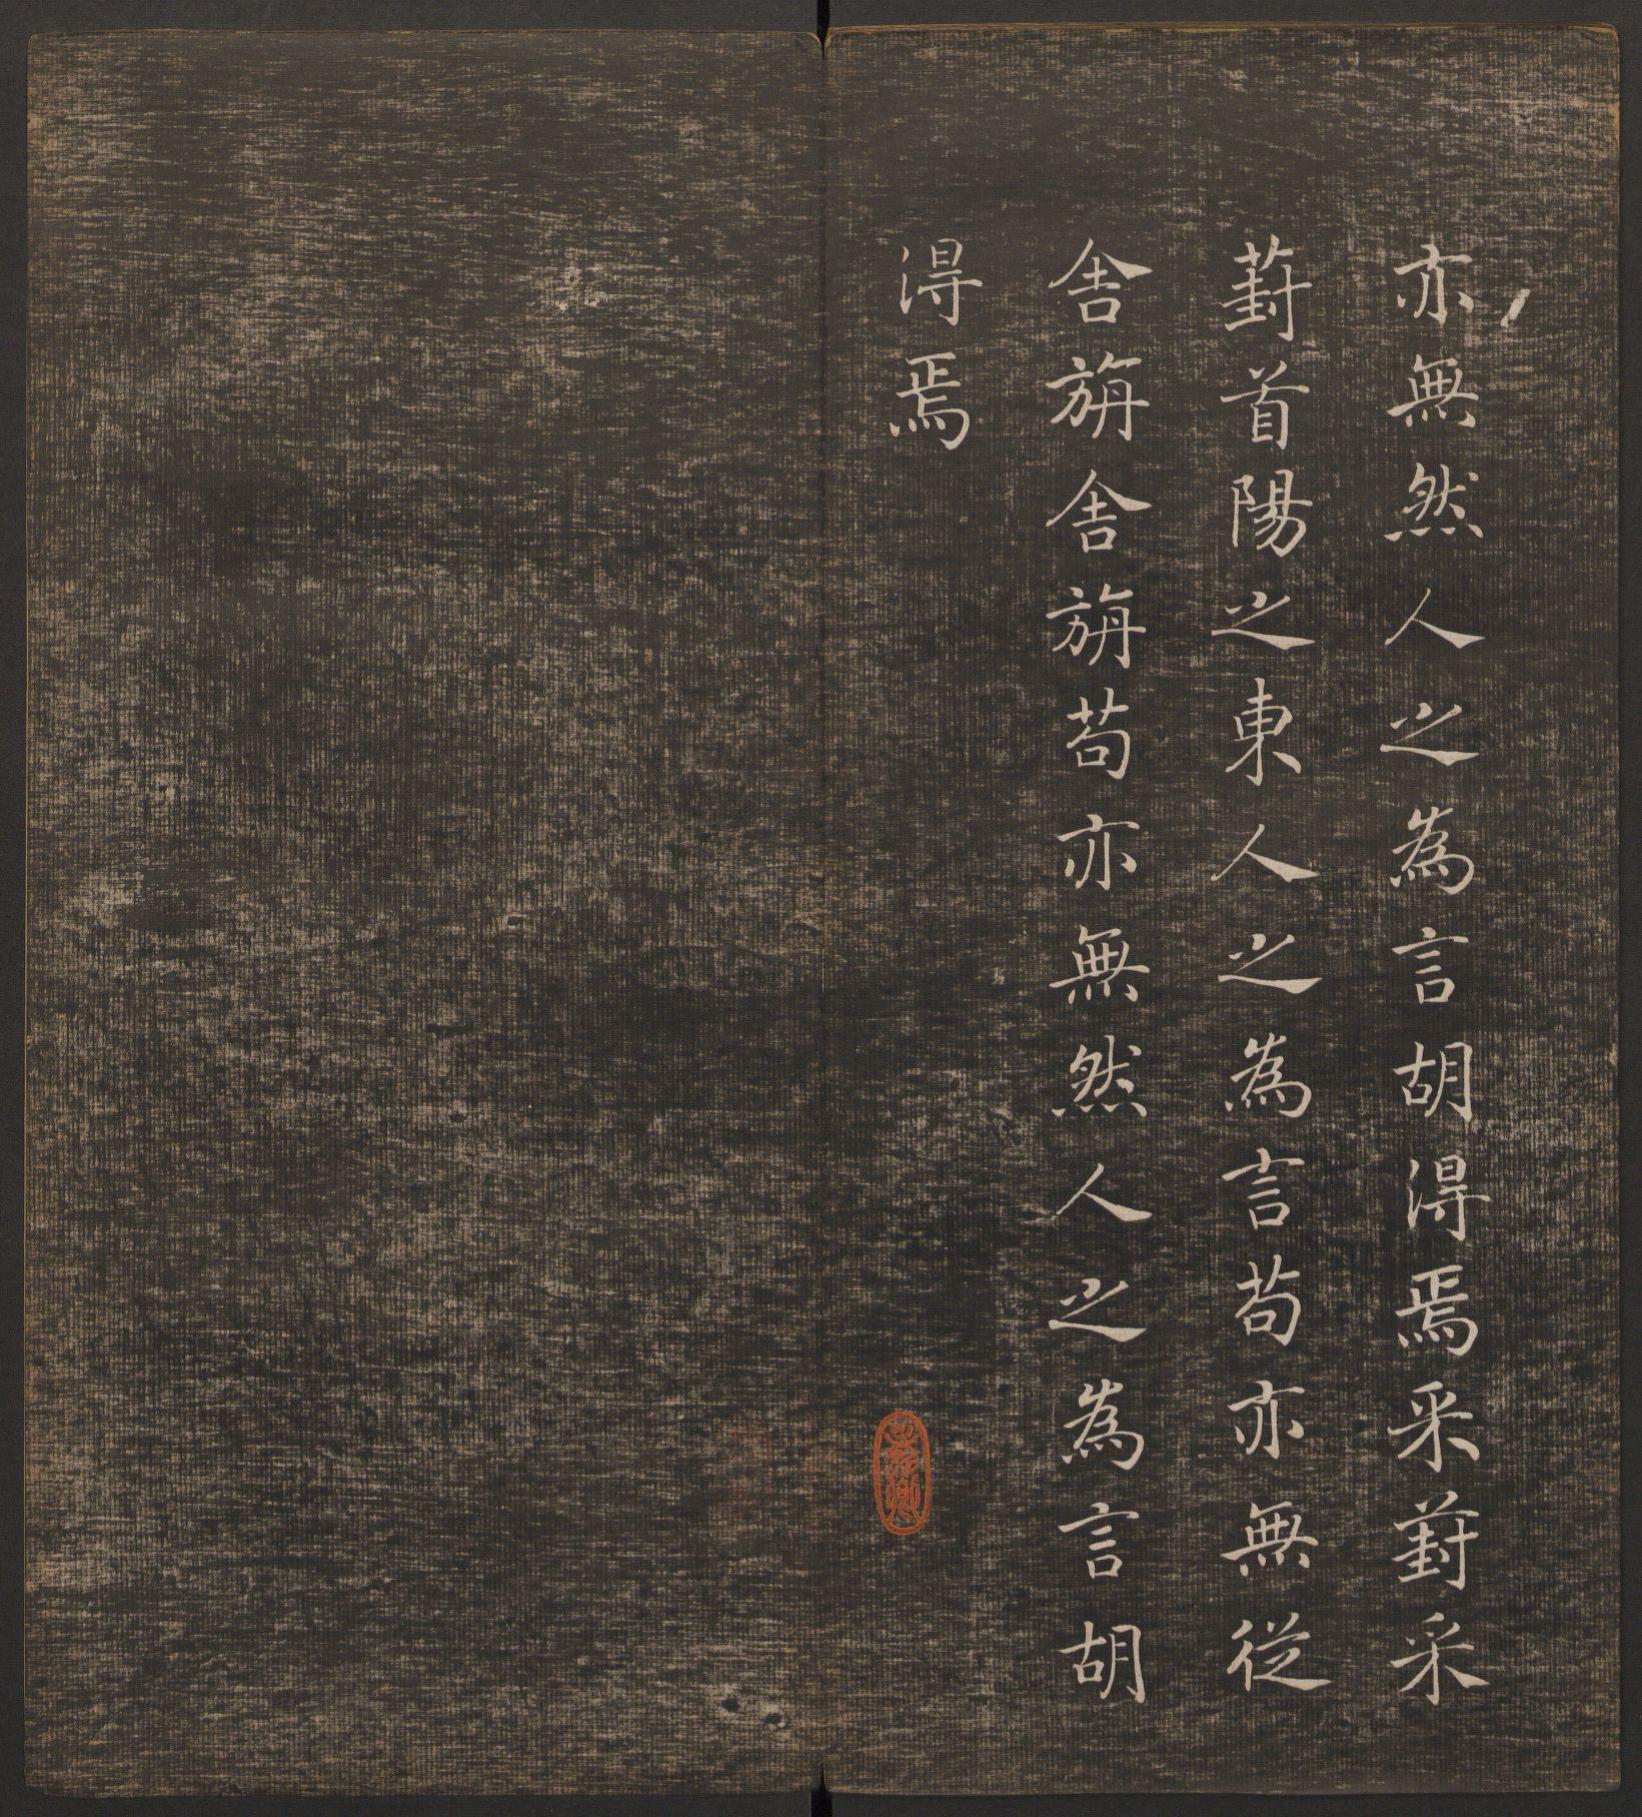 亦無然人之為言胡得焉采葑采
葑首陽之東人之為言苟亦無從
舍旃舍旃苟亦無然人之為言胡
得焉